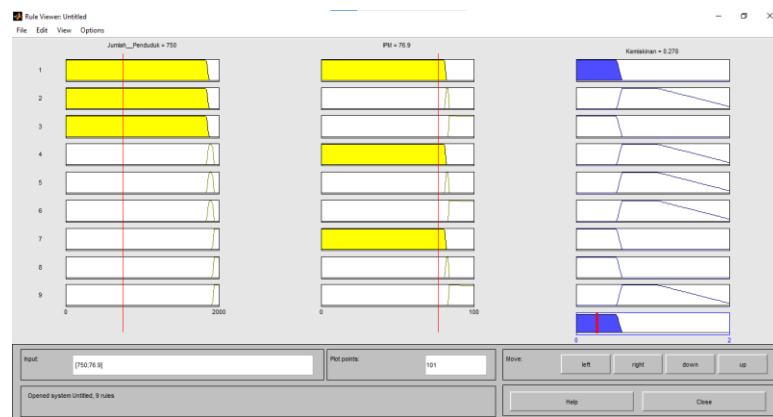 Rule Viewer: Untitled
File Edit View Options
Jumlah__Penduduk = 750
IPM = 76.9
Kemiskinan = 0.278
1
2
3
4
5
6
7
8
9
0 2000
0 100
0 2
Input:
[750;76.9]
Plot points:
101
Move:
left
right
down
up
Opened system Untitled, 9 rules
Help
Close